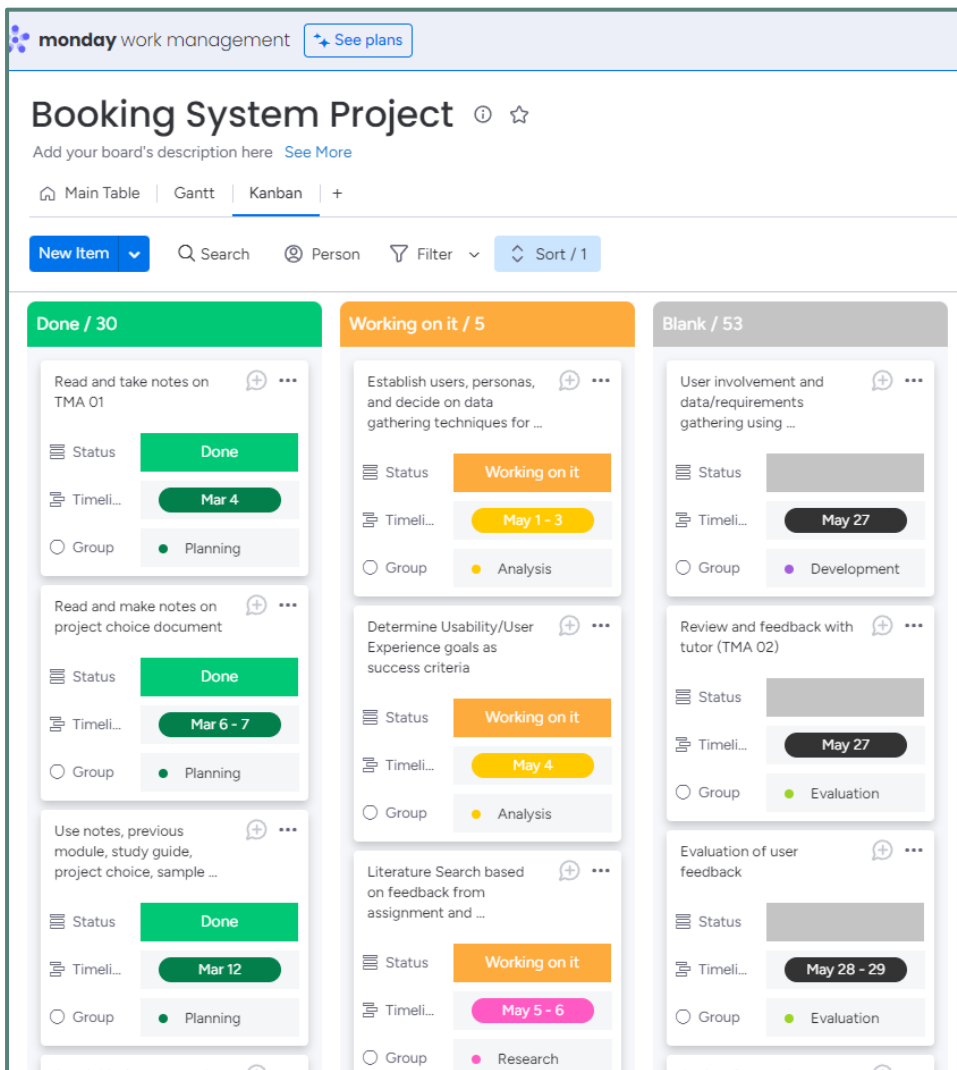 monday work management See plans
Booking System Project
Add your board's description here See More
Main Table Gantt Kanban +
New Item Search Person Filter Sort / 1
Done / 30
Read and take notes on
TMA 01
Status Done
Timeli... Mar 4
Group Planning
Read and make notes on
project choice document
Status Done
Timeli... Mar 6 - 7
Group Planning
Use notes, previous
module, study guide,
project choice, sample ...
Status Done
Timeli... Mar 12
Group Planning
Working on it / 5
Establish users, personas,
and decide on data
gathering techniques for ...
Status Working on it
Timeli... May 1 - 3
Group Analysis
Determine Usability/User
Experience goals as
success criteria
Status Working on it
Timeli... May 4
Group Analysis
Literature Search based
on feedback from
assignment and ...
Status Working on it
Timeli... May 5 - 6
Group Research
Blank / 53
User involvement and
data/requirements
gathering using ...
Status
Timeli... May 27
Group Development
Review and feedback with
tutor (TMA 02)
Status
Timeli... May 27
Group Evaluation
Evaluation of user
feedback
Status
Timeli... May 28 - 29
Group Evaluation